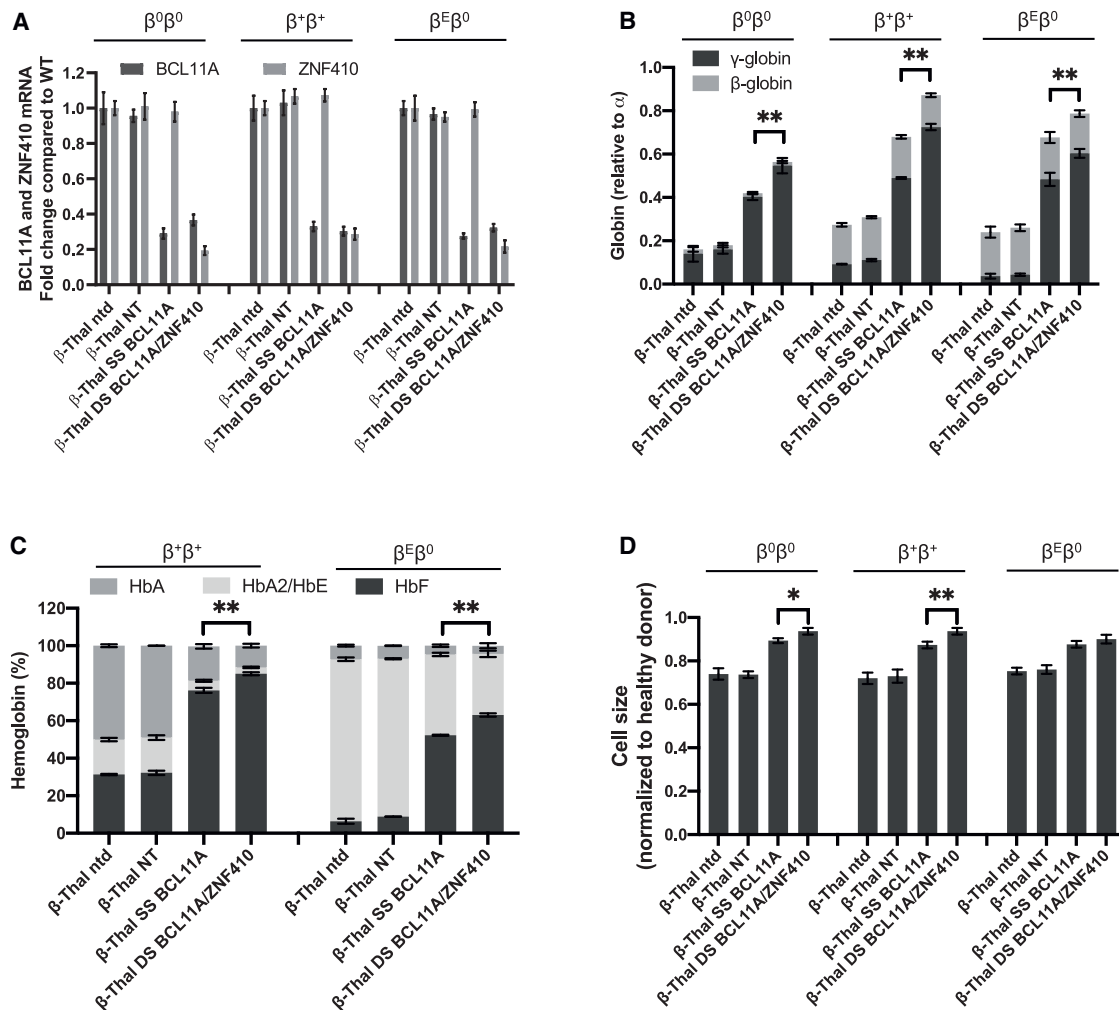 A
β⁰β⁰
β⁺β⁺
βᴱβ⁰
BCL11A
ZNF410
BCL11A and ZNF410 mRNA
Fold change compared to WT
1.2
1.0
0.8
0.6
0.4
0.2
0.0
β-Thal ntd
β-Thal NT
β-Thal SS BCL11A
β-Thal DS BCL11A/ZNF410
β-Thal ntd
β-Thal NT
β-Thal SS BCL11A
β-Thal DS BCL11A/ZNF410
β-Thal ntd
β-Thal NT
β-Thal SS BCL11A
β-Thal DS BCL11A/ZNF410
B
β⁰β⁰
β⁺β⁺
βᴱβ⁰
γ-globin
β-globin
**
**
**
Globin (relative to α)
1.0
0.8
0.6
0.4
0.2
0.0
β-Thal ntd
β-Thal NT
β-Thal SS BCL11A
β-Thal DS BCL11A/ZNF410
β-Thal ntd
β-Thal NT
β-Thal SS BCL11A
β-Thal DS BCL11A/ZNF410
β-Thal ntd
β-Thal NT
β-Thal SS BCL11A
β-Thal DS BCL11A/ZNF410
C
β⁺β⁺
βᴱβ⁰
HbA
HbA2/HbE
HbF
**
**
Hemoglobin (%)
120
100
80
60
40
20
0
β-Thal ntd
β-Thal NT
β-Thal SS BCL11A
β-Thal DS BCL11A/ZNF410
β-Thal ntd
β-Thal NT
β-Thal SS BCL11A
β-Thal DS BCL11A/ZNF410
D
β⁰β⁰
β⁺β⁺
βᴱβ⁰
*
**
Cell size
(normalized to healthy donor)
1.0
0.8
0.6
0.4
0.2
0.0
β-Thal ntd
β-Thal NT
β-Thal SS BCL11A
β-Thal DS BCL11A/ZNF410
β-Thal ntd
β-Thal NT
β-Thal SS BCL11A
β-Thal DS BCL11A/ZNF410
β-Thal ntd
β-Thal NT
β-Thal SS BCL11A
β-Thal DS BCL11A/ZNF410